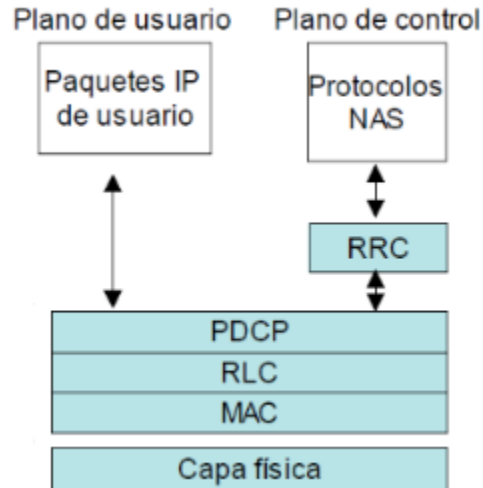 Plano de usuario
Plano de control
Paquetes IP
de usuario
Protocolos
NAS
RRC
PDCP
RLC
MAC
Capa física